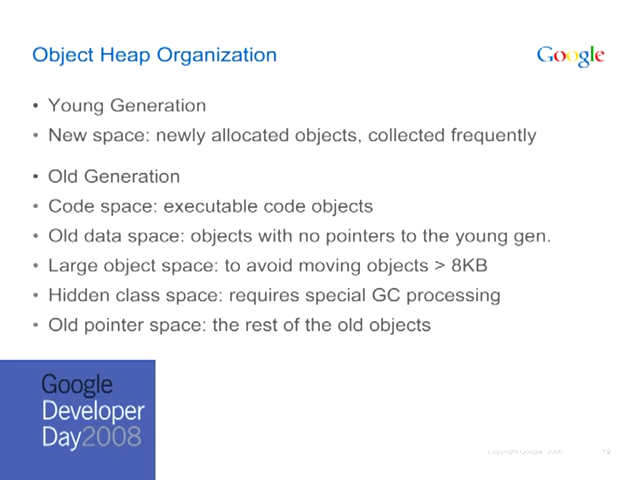 Object Heap Organization
Google
• Young Generation
• New space: newly allocated objects, collected frequently
• Old Generation
• Code space: executable code objects
• Old data space: objects with no pointers to the young gen.
• Large object space: to avoid moving objects > 8KB
• Hidden class space: requires special GC processing
• Old pointer space: the rest of the old objects
Google
Developer
Day2008
Copyright Google 2008